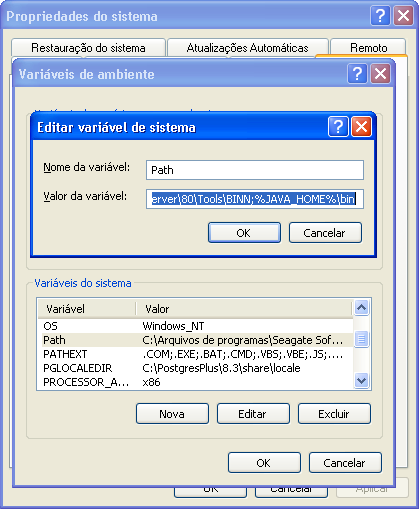 Propriedades do sistema
Restauração do sistema
Atualizações Automáticas
Remoto
Variáveis de ambiente
Editar variável de sistema
Nome da variável:
Path
Valor da variável:
erver\80\Tools\BINN;%JAVA_HOME%\bin
OK
Cancelar
Variáveis do sistema
Variável Valor
OS Windows_NT
Path C:\Arquivos de programas\Seagate Sof...
PATHEXT .COM;.EXE;.BAT;.CMD;.VBS;.VBE;.JS;....
PGLOCALEDIR C:\PostgresPlus\8.3\share\locale
PROCESSOR_A... x86
Nova
Editar
Excluir
OK
Cancelar
OK
Cancelar
Aplicar